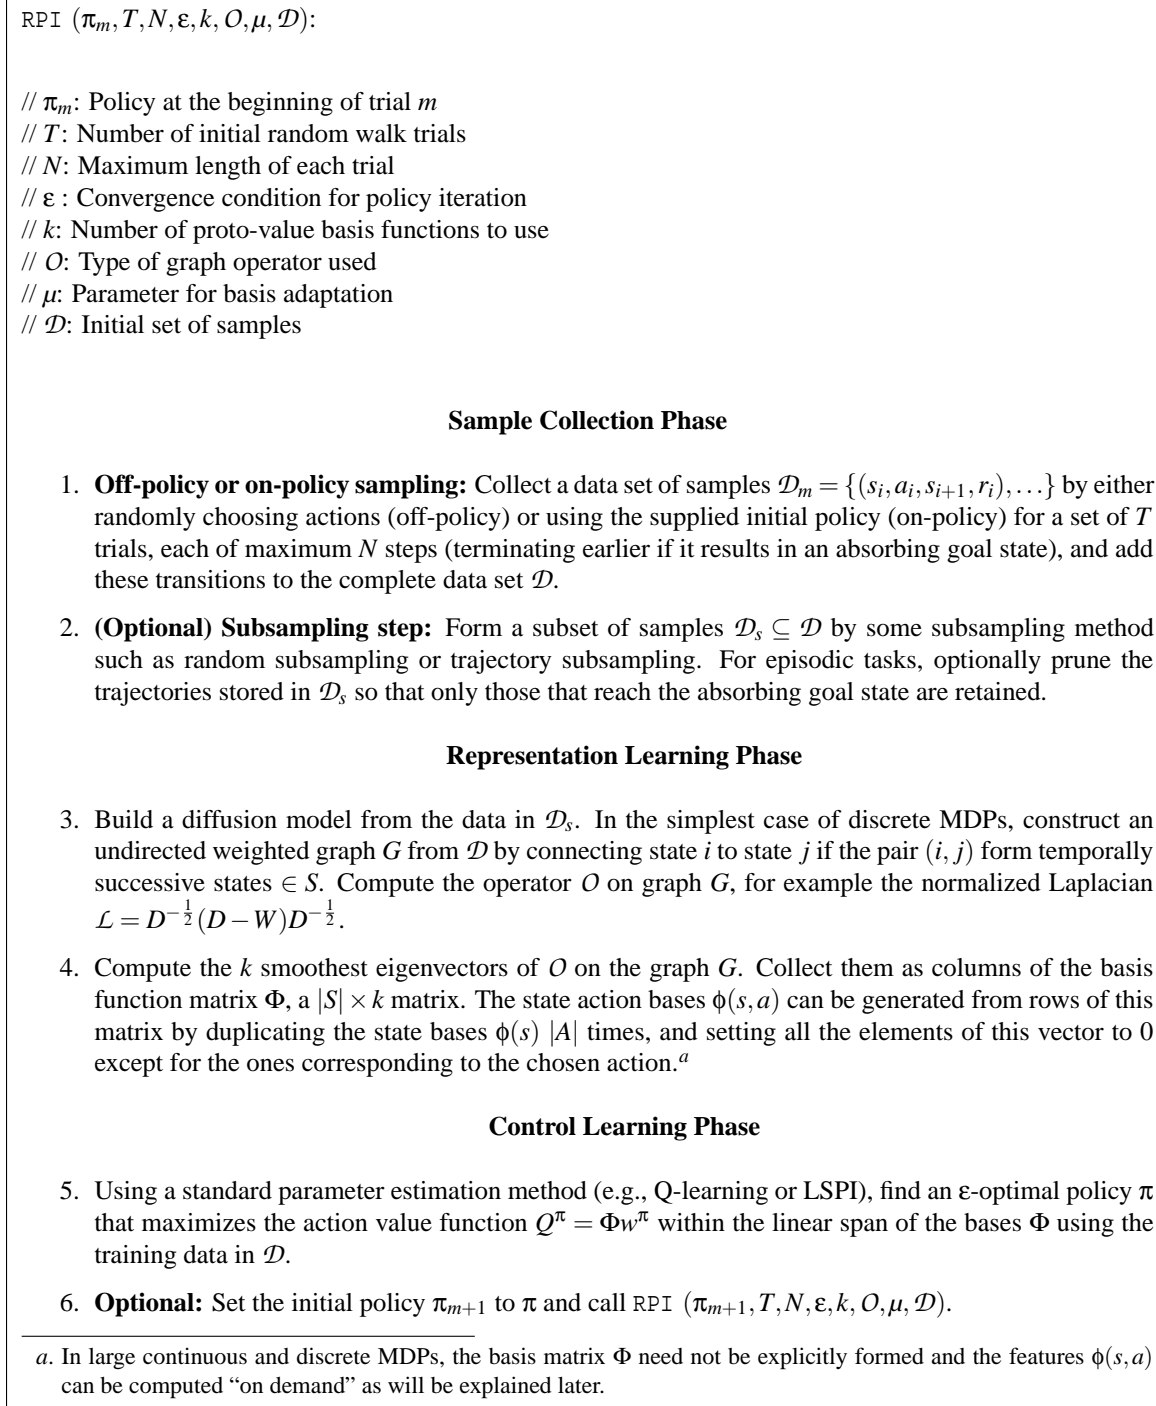 RPI (π_m, T, N, ε, k, O, μ, D):
// π_m: Policy at the beginning of trial m
// T: Number of initial random walk trials
// N: Maximum length of each trial
// ε : Convergence condition for policy iteration
// k: Number of proto-value basis functions to use
// O: Type of graph operator used
// μ: Parameter for basis adaptation
// D: Initial set of samples
Sample Collection Phase
1. Off-policy or on-policy sampling: Collect a data set of samples D_m = {(s_i, a_i, s_{i+1}, r_i), ...} by either
randomly choosing actions (off-policy) or using the supplied initial policy (on-policy) for a set of T
trials, each of maximum N steps (terminating earlier if it results in an absorbing goal state), and add
these transitions to the complete data set D.
2. (Optional) Subsampling step: Form a subset of samples D_s ⊆ D by some subsampling method
such as random subsampling or trajectory subsampling. For episodic tasks, optionally prune the
trajectories stored in D_s so that only those that reach the absorbing goal state are retained.
Representation Learning Phase
3. Build a diffusion model from the data in D_s. In the simplest case of discrete MDPs, construct an
undirected weighted graph G from D by connecting state i to state j if the pair (i, j) form temporally
successive states ∈ S. Compute the operator O on graph G, for example the normalized Laplacian
L = D^{-1/2}(D − W)D^{-1/2}.
4. Compute the k smoothest eigenvectors of O on the graph G. Collect them as columns of the basis
function matrix Φ, a |S| × k matrix. The state action bases ϕ(s, a) can be generated from rows of this
matrix by duplicating the state bases ϕ(s) |A| times, and setting all the elements of this vector to 0
except for the ones corresponding to the chosen action.^a
Control Learning Phase
5. Using a standard parameter estimation method (e.g., Q-learning or LSPI), find an ε-optimal policy π
that maximizes the action value function Q^π = Φw^π within the linear span of the bases Φ using the
training data in D.
6. Optional: Set the initial policy π_{m+1} to π and call RPI (π_{m+1}, T, N, ε, k, O, μ, D).
a. In large continuous and discrete MDPs, the basis matrix Φ need not be explicitly formed and the features ϕ(s, a)
can be computed “on demand” as will be explained later.